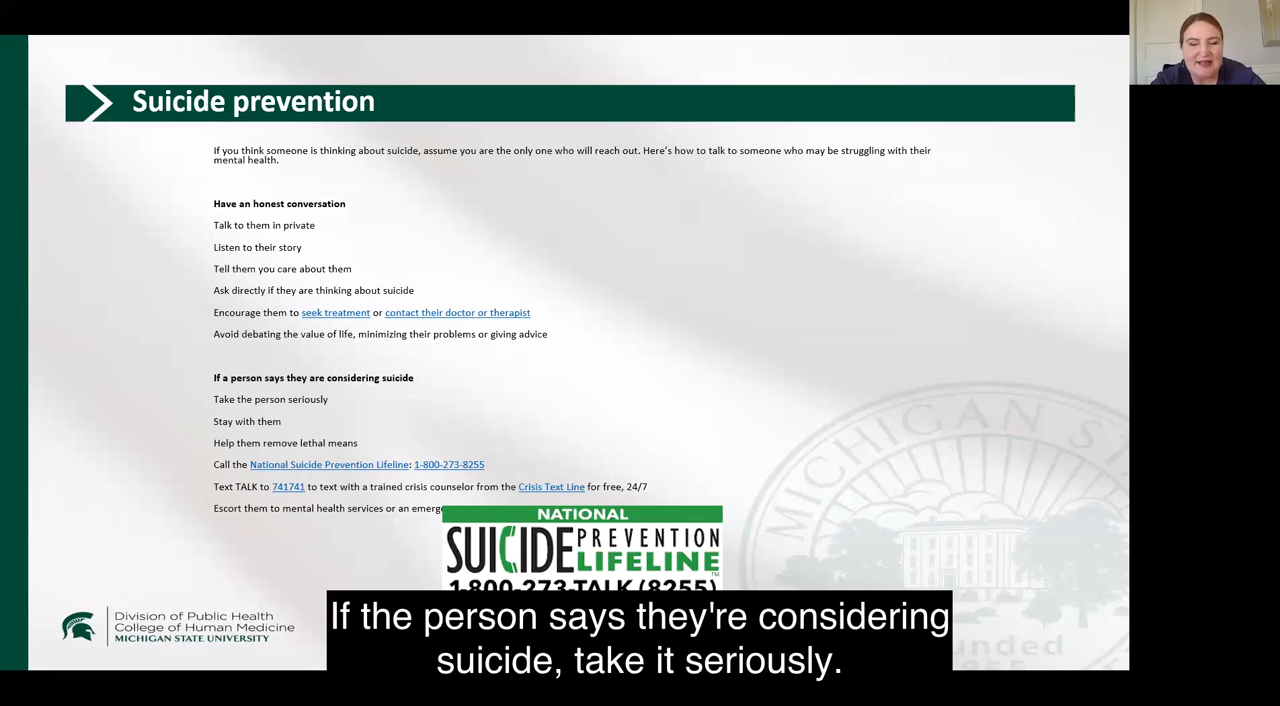 Suicide prevention
If you think someone is thinking about suicide, assume you are the only one who will reach out. Here's how to talk to someone who may be struggling with their
mental health.
Have an honest conversation
Talk to them in private
Listen to their story
Tell them you care about them
Ask directly if they are thinking about suicide
Encourage them to seek treatment or contact their doctor or therapist
Avoid debating the value of life, minimizing their problems or giving advice
If a person says they are considering suicide
Take the person seriously
Stay with them
Help them remove lethal means
Call the National Suicide Prevention Lifeline: 1-800-273-8255
Text TALK to 741741 to text with a trained crisis counselor from the Crisis Text Line for free, 24/7
Escort them to mental health services or an
NATIONAL
SUICIDE PREVENTION
LIFELINE
TM
1-800-273-TALK (8255)
MICHIGAN
Division of Public Health
College of Human Medicine
MICHIGAN STATE UNIVERSITY
If the person says they're considering
suicide, take it seriously.